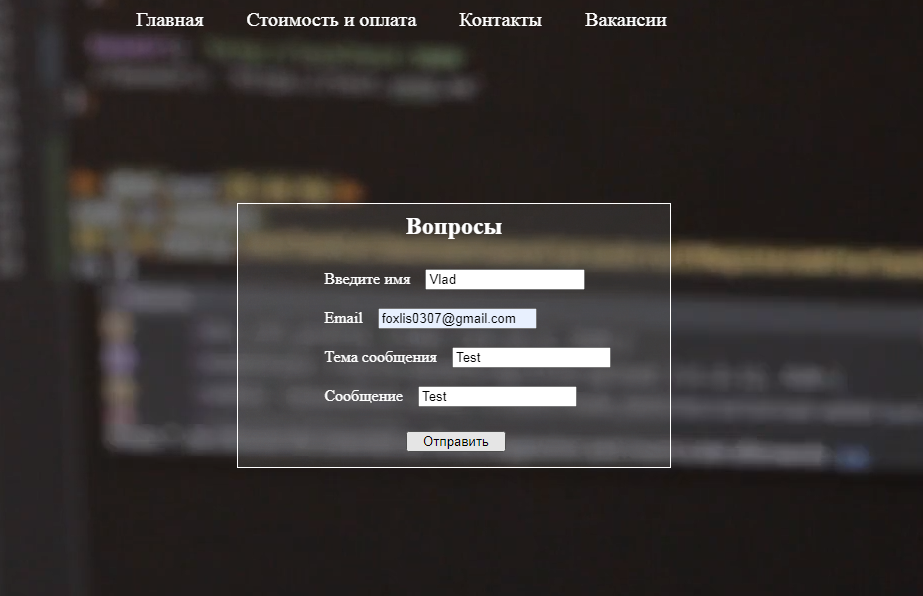 Главная Стоимость и оплата Контакты Вакансии
Вопросы
Введите имя Vlad
Email foxlis0307@gmail.com
Тема сообщения Test
Сообщение Test
Отправить